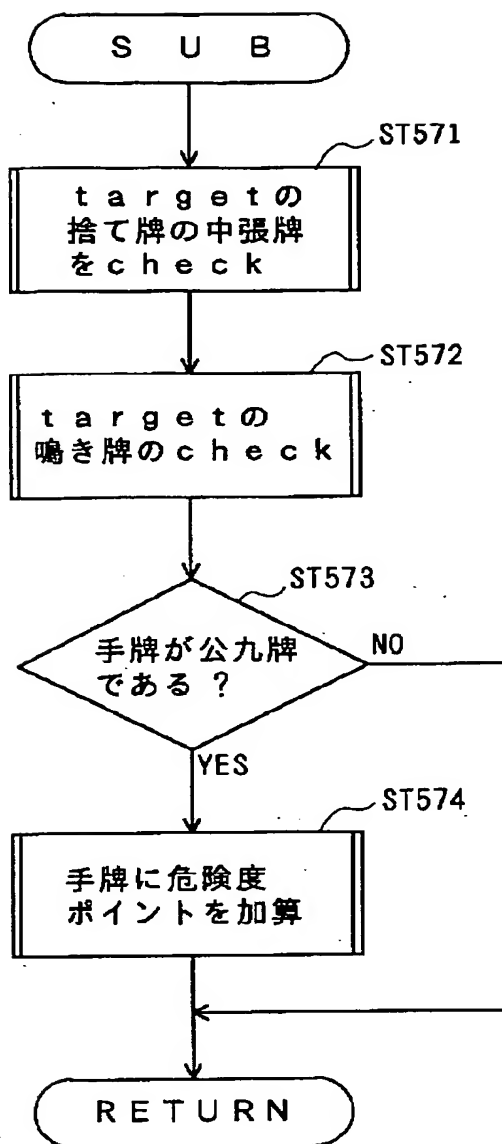 SUB
ST571
targetの
捨て牌の中張牌
をcheck
ST572
targetの
鳴き牌のcheck
ST573
手牌が公九牌
である?
NO
YES
ST574
手牌に危険度
ポイントを加算
RETURN